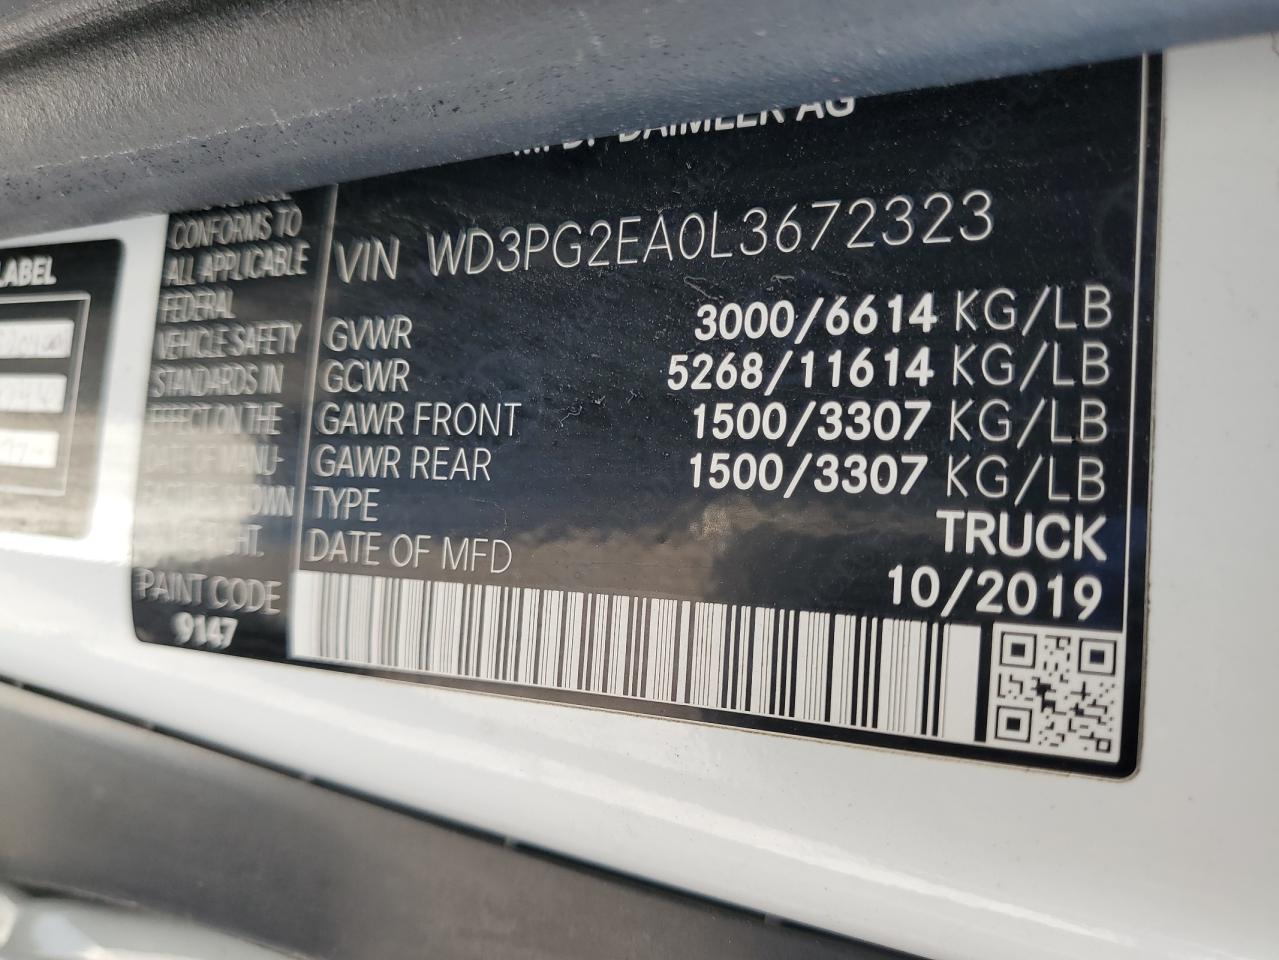 LABEL
DAIMLER AG
CONFORMS TO
ALL APPLICABLE
FEDERAL
VEHICLE SAFETY
STANDARDS IN
EFFECT ON THE
DATE OF MANU-
SHOWN
PAINT CODE
9147
VIN WD3PG2EA0L3672323
GVWR 3000/6614 KG/LB
GCWR 5268/11614 KG/LB
GAWR FRONT 1500/3307 KG/LB
GAWR REAR 1500/3307 KG/LB
TYPE TRUCK
DATE OF MFD 10/2019